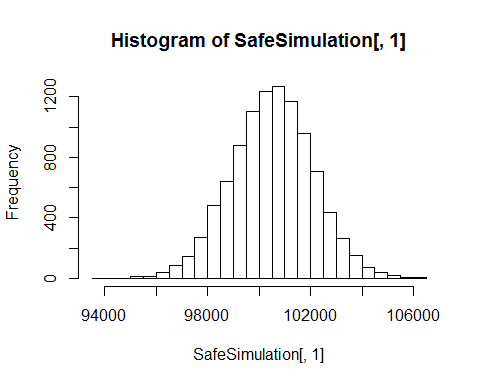 Histogram of SafeSimulation[, 1]
Frequency
1200
800
400
0
94000 98000 102000 106000
SafeSimulation[, 1]